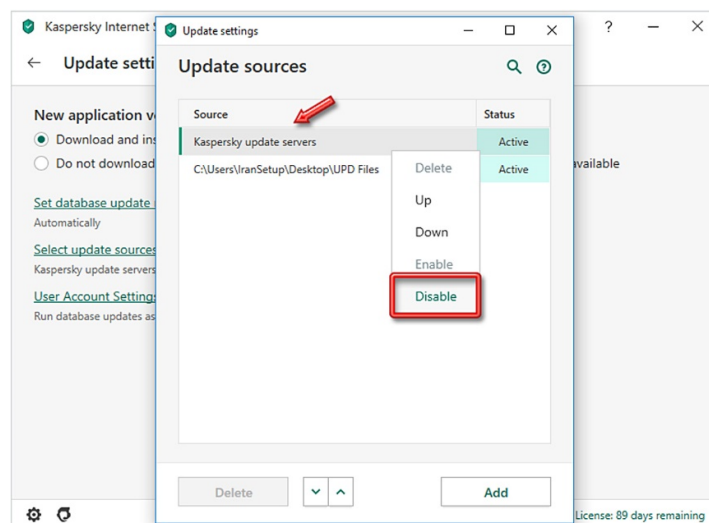 Kaspersky Internet
Update settings
?
Update setti
Update sources
New application v
Download and ins
Do not download
available
Source
Status
Kaspersky update servers
Active
C:\Users\IranSetup\Desktop\UPD Files
Active
Delete
Up
Down
Enable
Disable
Set database update
Automatically
Select update sources
Kaspersky update servers
User Account Setting
Run database updates as
Delete
Add
License: 89 days remaining